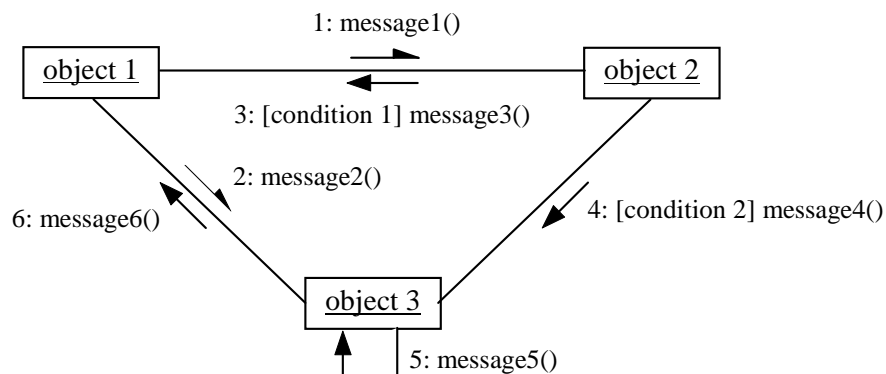 1: message1()
object 1
object 2
3: [condition 1] message3()
2: message2()
6: message6()
4: [condition 2] message4()
object 3
5: message5()